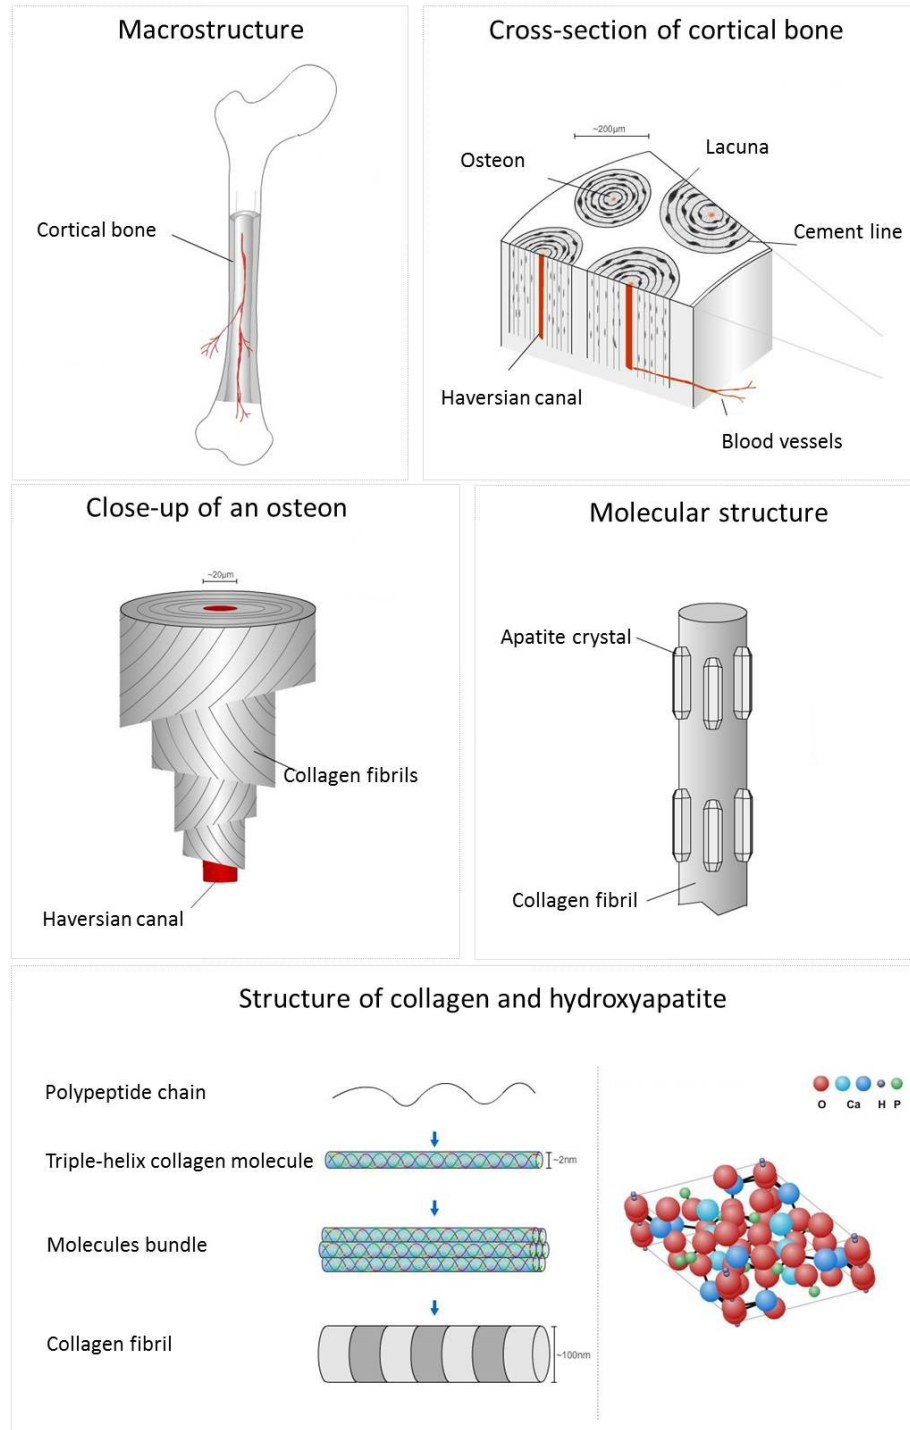 Macrostructure
Cortical bone
Cross-section of cortical bone
~200µm
Osteon
Lacuna
Cement line
Haversian canal
Blood vessels
Close-up of an osteon
~20µm
Collagen fibrils
Haversian canal
Molecular structure
Apatite crystal
Collagen fibril
Structure of collagen and hydroxyapatite
Polypeptide chain
Triple-helix collagen molecule
~2nm
Molecules bundle
Collagen fibril
~100nm
O Ca H P